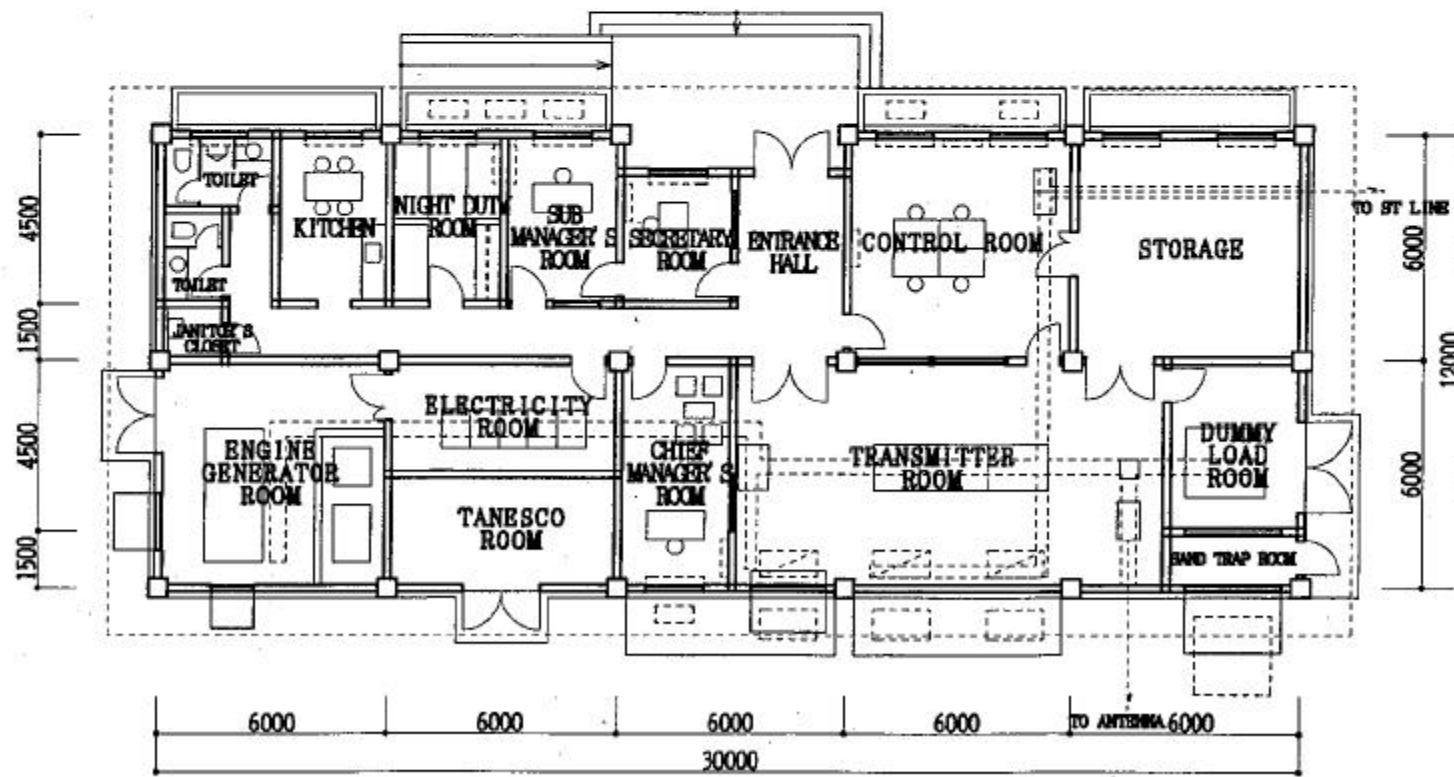 TOILET
KITCHEN
NIGHT DUTY
ROOM
SUB
MANAGER'S
ROOM
SECRETARY
ROOM
ENTRANCE
HALL
CONTROL ROOM
STORAGE
TO ST LINE
TOILET
JANITOR'S
CLOSET
4500
1500
4500
1500
6000
6000
12000
ENGINE
GENERATOR
ROOM
ELECTRICITY
ROOM
TANESCO
ROOM
CHIEF
MANAGER'S
ROOM
TRANSMITTER
ROOM
DUMMY
LOAD
ROOM
SAND TRAP ROOM
TO ANTENNA
6000
6000
6000
6000
6000
30000